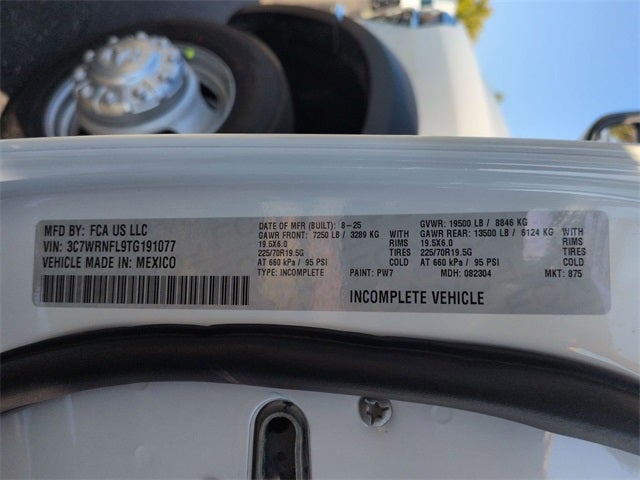 MFD BY: FCA US LLC
VIN: 3C7WRNFL9TG191077
VEHICLE MADE IN: MEXICO
DATE OF MFR (BUILT): 8-25
GAWR FRONT: 7250 LB / 3289 KG WITH
19.5X6.0 RIMS
225/70R19.5G TIRES
AT 660 kPa / 95 PSI COLD
TYPE: INCOMPLETE PAINT: PW7
GVWR: 19500 LB / 8846 KG
GAWR REAR: 13500 LB / 6124 KG WITH
19.5X6.0 RIMS
225/70R19.5G TIRES
AT 660 kPa / 95 PSI COLD
MDH: 082304 MKT: 875
INCOMPLETE VEHICLE